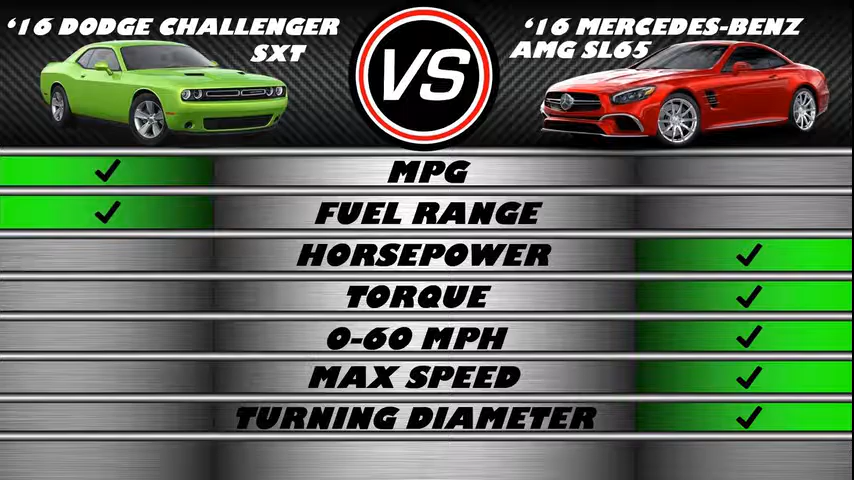 ‘16 DODGE CHALLENGER
SXT
VS
‘16 MERCEDES-BENZ
AMG SL65
MPG
FUEL RANGE
HORSEPOWER
TORQUE
0-60 MPH
MAX SPEED
TURNING DIAMETER